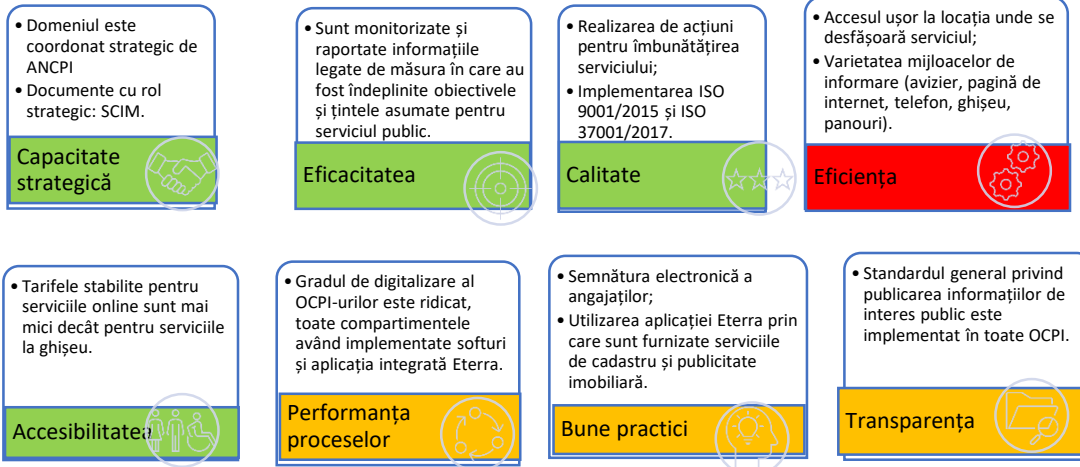 • Domeniul este
coordonat strategic de
ANCPI
• Documente cu rol
strategic: SCIM.
Capacitate
strategică
• Sunt monitorizate și
raportate informațiile
legate de măsura în care au
fost îndeplinite obiectivele
și țintele asumate pentru
serviciul public.
Eficacitatea
• Realizarea de acțiuni
pentru îmbunătățirea
serviciului;
• Implementarea ISO
9001/2015 și ISO
37001/2017.
Calitate
• Accesul ușor la locația unde se
desfășoară serviciul;
• Varietatea mijloacelor de
informare (avizier, pagină de
internet, telefon, ghișeu,
panouri).
Eficiența
• Tarifele stabilite pentru
serviciile online sunt mai
mici decât pentru serviciile
la ghișeu.
Accesibilitatea
• Gradul de digitalizare al
OCPI-urilor este ridicat,
toate compartimentele
având implementate softuri
și aplicația integrată Eterra.
Performanța
proceselor
• Semnătura electronică a
angajaților;
• Utilizarea aplicației Eterra prin
care sunt furnizate serviciile
de cadastru și publicitate
imobiliară.
Bune practici
• Standardul general privind
publicarea informațiilor de
interes public este
implementat în toate OCPI.
Transparența